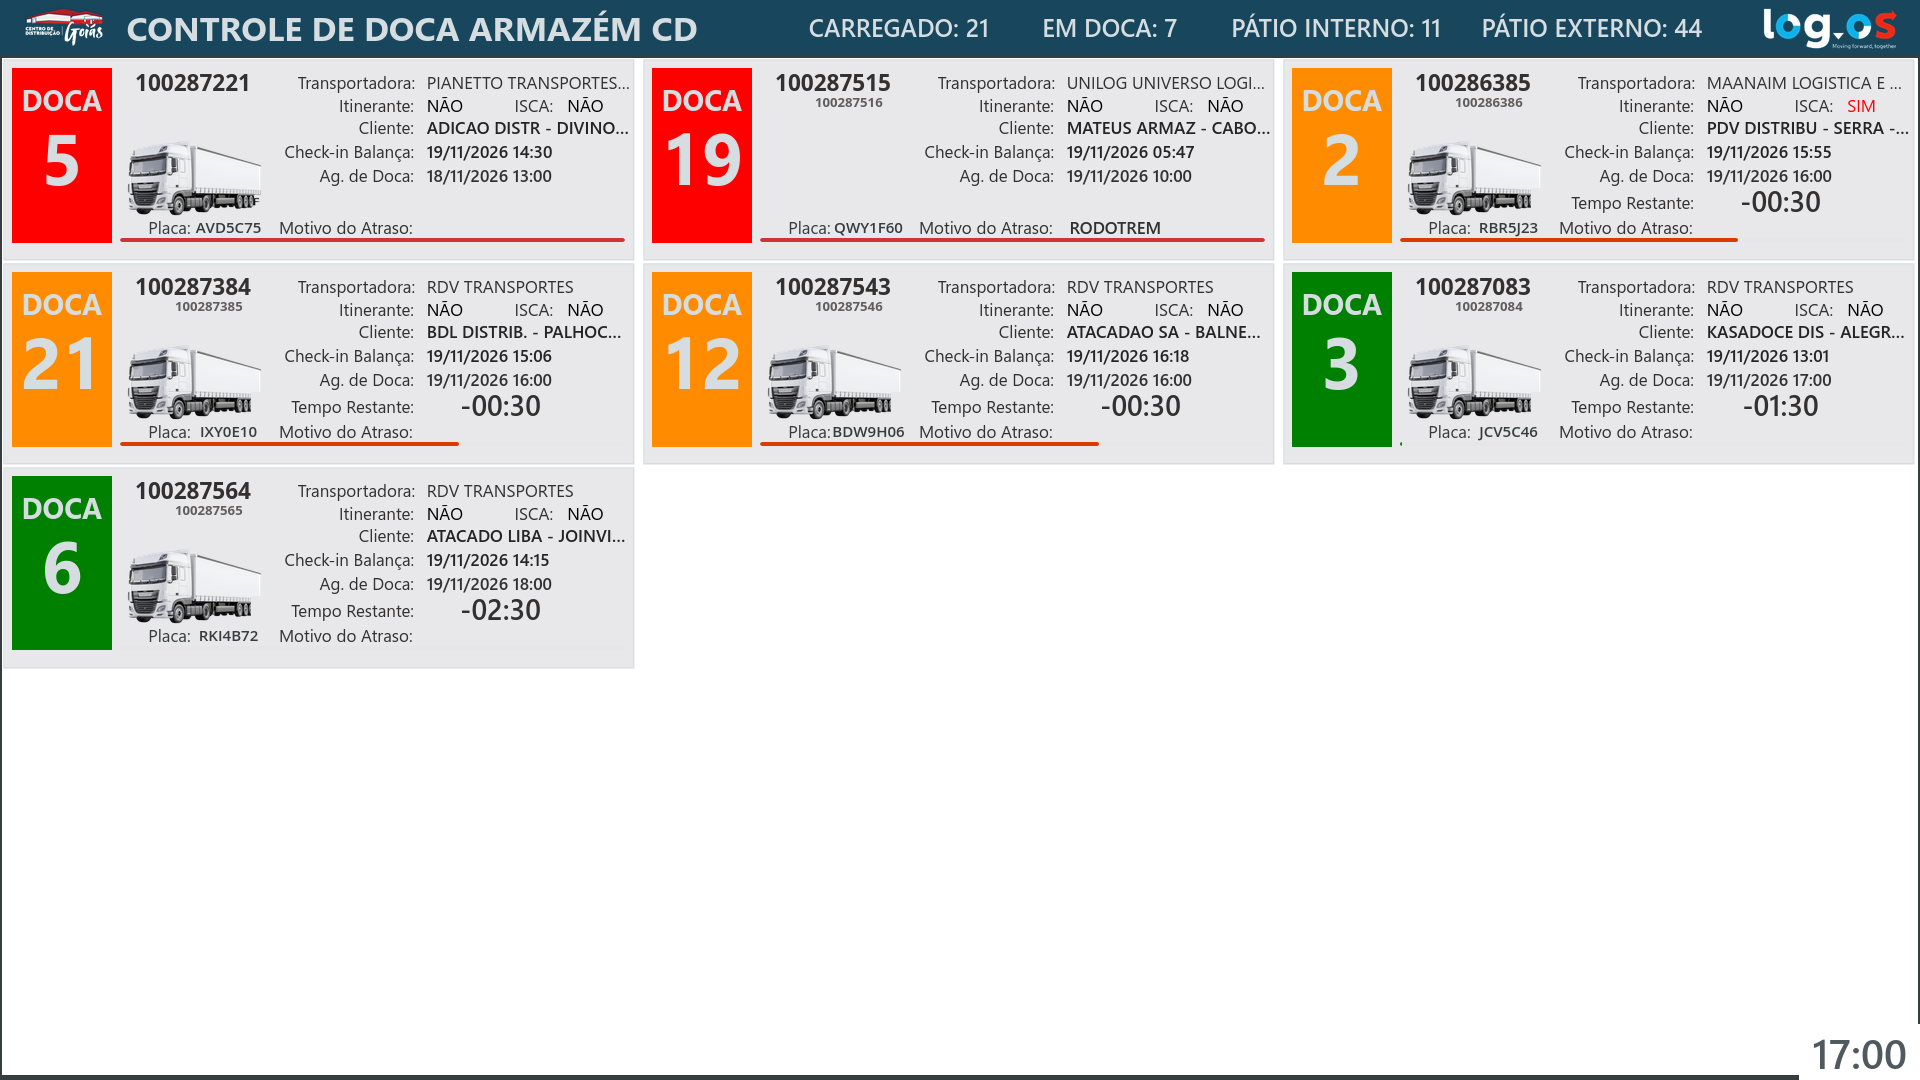 CENTRO DE DISTRIBUIÇÃO Goiás
CONTROLE DE DOCA ARMAZÉM CD
CARREGADO: 21
EM DOCA: 7
PÁTIO INTERNO: 11
PÁTIO EXTERNO: 44
log.os
Moving forward, together
DOCA
5
100287221
Transportadora: PIANETTO TRANSPORTES...
Itinerante: NÃO ISCA: NÃO
Cliente: ADICAO DISTR - DIVINO...
Check-in Balança: 19/11/2026 14:30
Ag. de Doca: 18/11/2026 13:00
Placa: AVD5C75 Motivo do Atraso:
DOCA
19
100287515
100287516
Transportadora: UNILOG UNIVERSO LOGI...
Itinerante: NÃO ISCA: NÃO
Cliente: MATEUS ARMAZ - CABO...
Check-in Balança: 19/11/2026 05:47
Ag. de Doca: 19/11/2026 10:00
Placa: QWY1F60 Motivo do Atraso: RODOTREM
DOCA
2
100286385
100286386
Transportadora: MAANAIM LOGISTICA E ...
Itinerante: NÃO ISCA: SIM
Cliente: PDV DISTRIBU - SERRA -...
Check-in Balança: 19/11/2026 15:55
Ag. de Doca: 19/11/2026 16:00
Tempo Restante: -00:30
Placa: RBR5J23 Motivo do Atraso:
DOCA
21
100287384
100287385
Transportadora: RDV TRANSPORTES
Itinerante: NÃO ISCA: NÃO
Cliente: BDL DISTRIB. - PALHOC...
Check-in Balança: 19/11/2026 15:06
Ag. de Doca: 19/11/2026 16:00
Tempo Restante: -00:30
Placa: IXY0E10 Motivo do Atraso:
DOCA
12
100287543
100287546
Transportadora: RDV TRANSPORTES
Itinerante: NÃO ISCA: NÃO
Cliente: ATACADAO SA - BALNE...
Check-in Balança: 19/11/2026 16:18
Ag. de Doca: 19/11/2026 16:00
Tempo Restante: -00:30
Placa: BDW9H06 Motivo do Atraso:
DOCA
3
100287083
100287084
Transportadora: RDV TRANSPORTES
Itinerante: NÃO ISCA: NÃO
Cliente: KASADOCE DIS - ALEGR...
Check-in Balança: 19/11/2026 13:01
Ag. de Doca: 19/11/2026 17:00
Tempo Restante: -01:30
Placa: JCV5C46 Motivo do Atraso:
DOCA
6
100287564
100287565
Transportadora: RDV TRANSPORTES
Itinerante: NÃO ISCA: NÃO
Cliente: ATACADO LIBA - JOINVI...
Check-in Balança: 19/11/2026 14:15
Ag. de Doca: 19/11/2026 18:00
Tempo Restante: -02:30
Placa: RKI4B72 Motivo do Atraso:
17:00